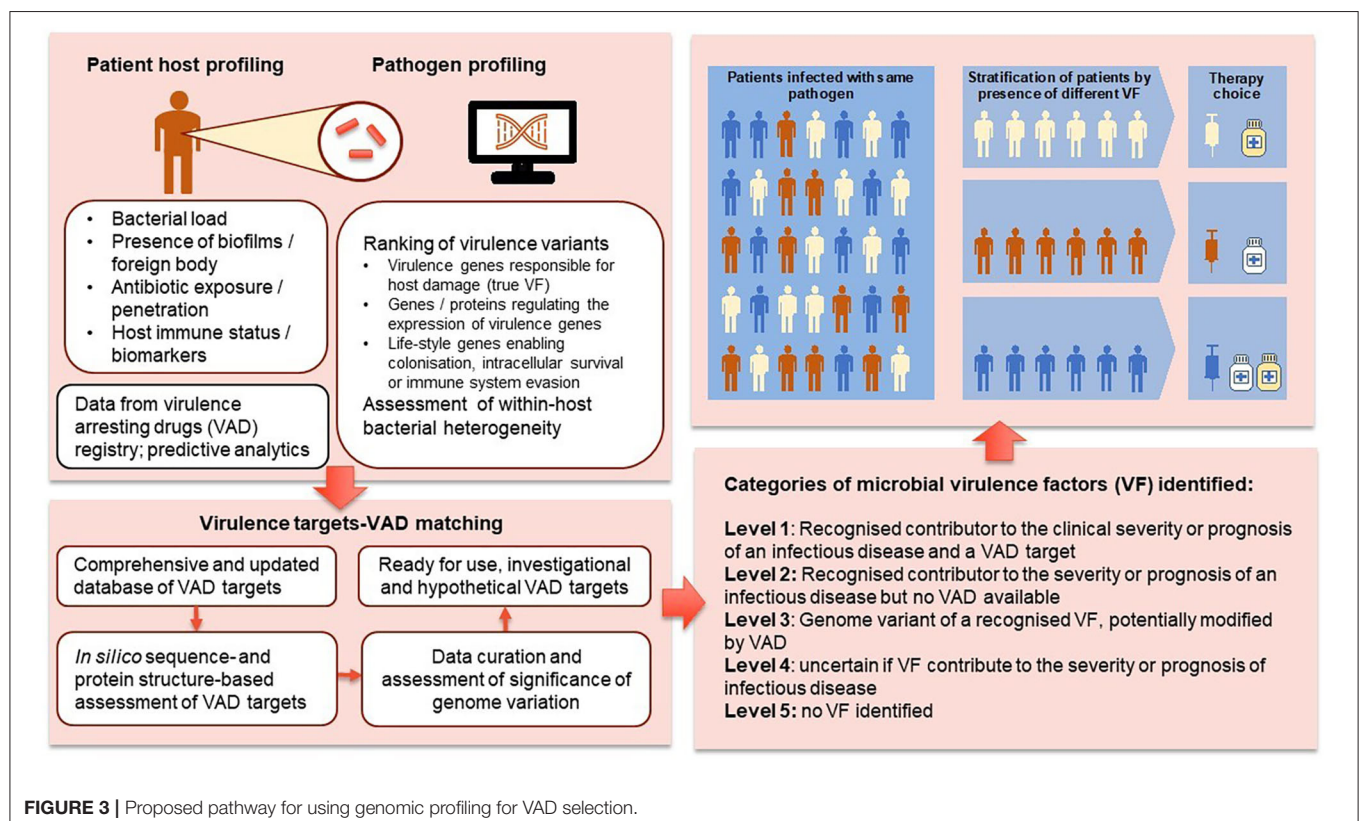 Patient host profiling
Pathogen profiling
• Bacterial load
• Presence of biofilms /
foreign body
• Antibiotic exposure /
penetration
• Host immune status /
biomarkers
Data from virulence
arresting drugs (VAD)
registry; predictive analytics
Ranking of virulence variants
• Virulence genes responsible for
host damage (true VF)
• Genes / proteins regulating the
expression of virulence genes
• Life-style genes enabling
colonisation, intracellular survival
or immune system evasion
Assessment of within-host
bacterial heterogeneity
Virulence targets-VAD matching
Comprehensive and updated
database of VAD targets
In silico sequence- and
protein structure-based
assessment of VAD targets
Data curation and
assessment of significance of
genome variation
Ready for use, investigational
and hypothetical VAD targets
Categories of microbial virulence factors (VF) identified:
Level 1: Recognised contributor to the clinical severity or prognosis
of an infectious disease and a VAD target
Level 2: Recognised contributor to the severity or prognosis of an
infectious disease but no VAD available
Level 3: Genome variant of a recognised VF, potentially modified
by VAD
Level 4: uncertain if VF contribute to the severity or prognosis of
infectious disease
Level 5: no VF identified
Patients infected with same
pathogen
Stratification of patients by
presence of different VF
Therapy
choice
FIGURE 3 | Proposed pathway for using genomic profiling for VAD selection.